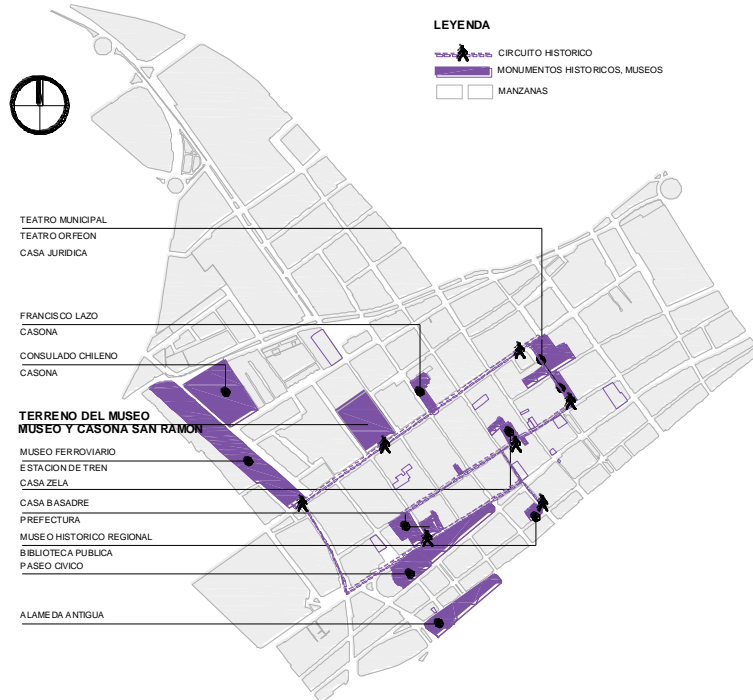 LEYENDA
CIRCUITO HISTORICO
MONUMENTOS HISTORICOS, MUSEOS
MANZANAS
TEATRO MUNICIPAL
TEATRO ORFEON
CASA JURIDICA
FRANCISCO LAZO
CASONA
CONSULADO CHILENO
CASONA
TERRENO DEL MUSEO
MUSEO Y CASONA SAN RAMON
MUSEO FERROVIARIO
ESTACION DE TREN
CASA ZELA
CASA BASADRE
PREFECTURA
MUSEO HISTORICO REGIONAL
BIBLIOTECA PUBLICA
PASEO CIVICO
ALAMEDA ANTIGUA